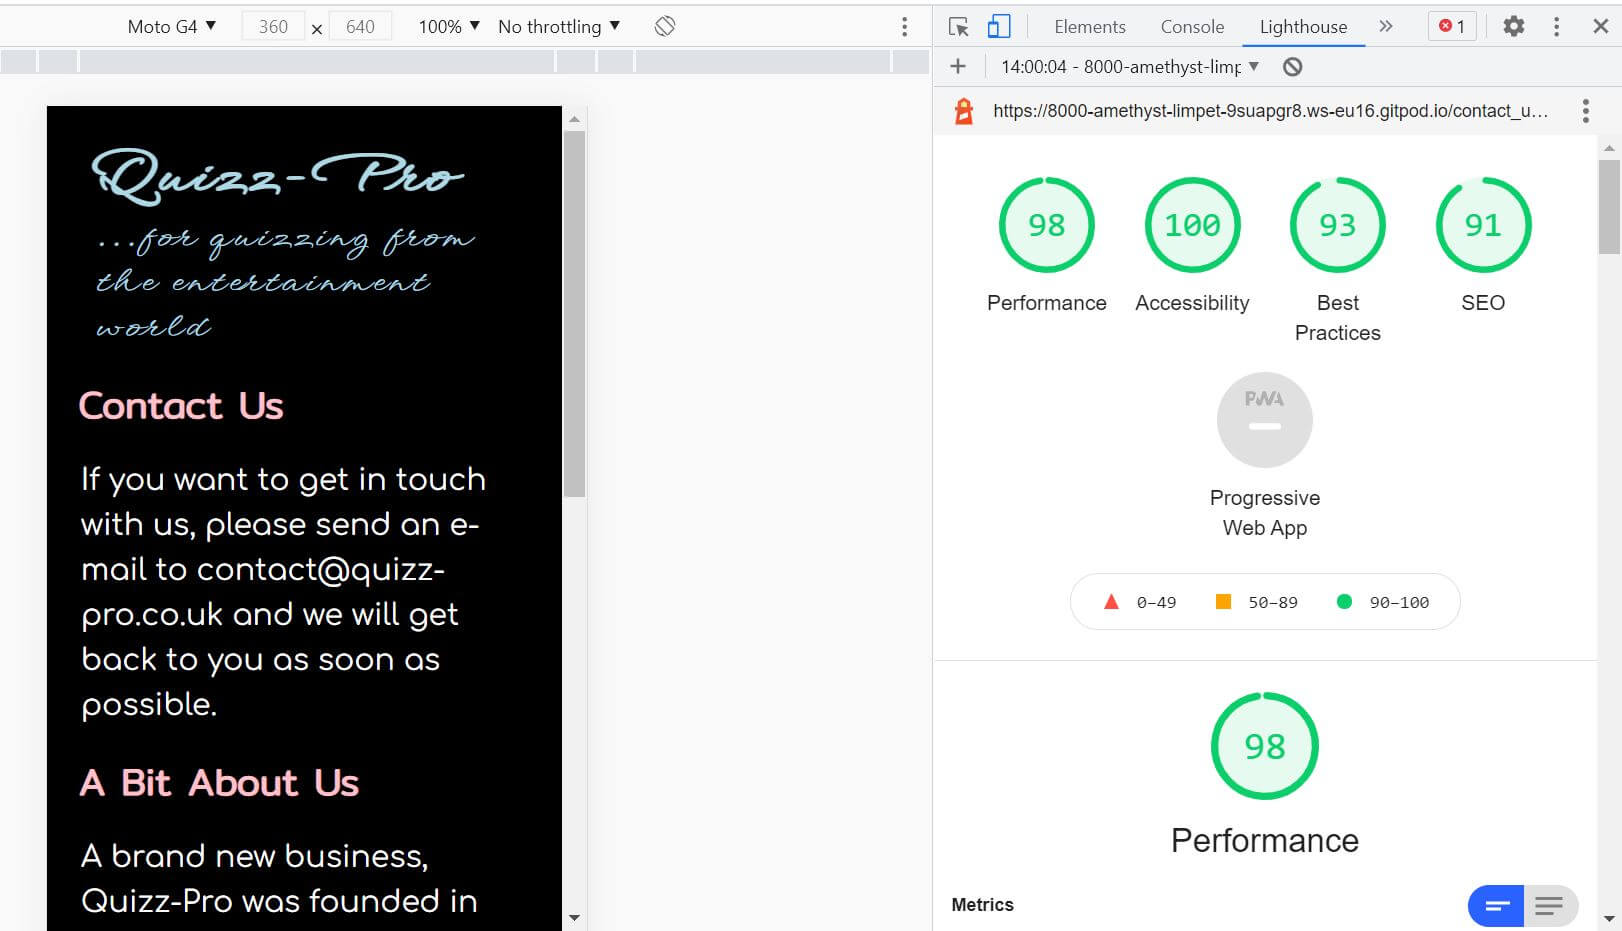 Moto G4 ▼ 360 × 640 100% ▼ No throttling ▼
Elements Console Lighthouse » 1
14:00:04 - 8000-amethyst-limp ▼
https://8000-amethyst-limpet-9suapgr8.ws-eu16.gitpod.io/contact_u…
Quizz-Pro
...for quizzing from
the entertainment
world
Contact Us
If you want to get in touch
with us, please send an e-
mail to contact@quizz-
pro.co.uk and we will get
back to you as soon as
possible.
A Bit About Us
A brand new business,
Quizz-Pro was founded in
98 100 93 91
Performance Accessibility Best Practices SEO
PWA
Progressive
Web App
0–49 50–89 90–100
98
Performance
Metrics